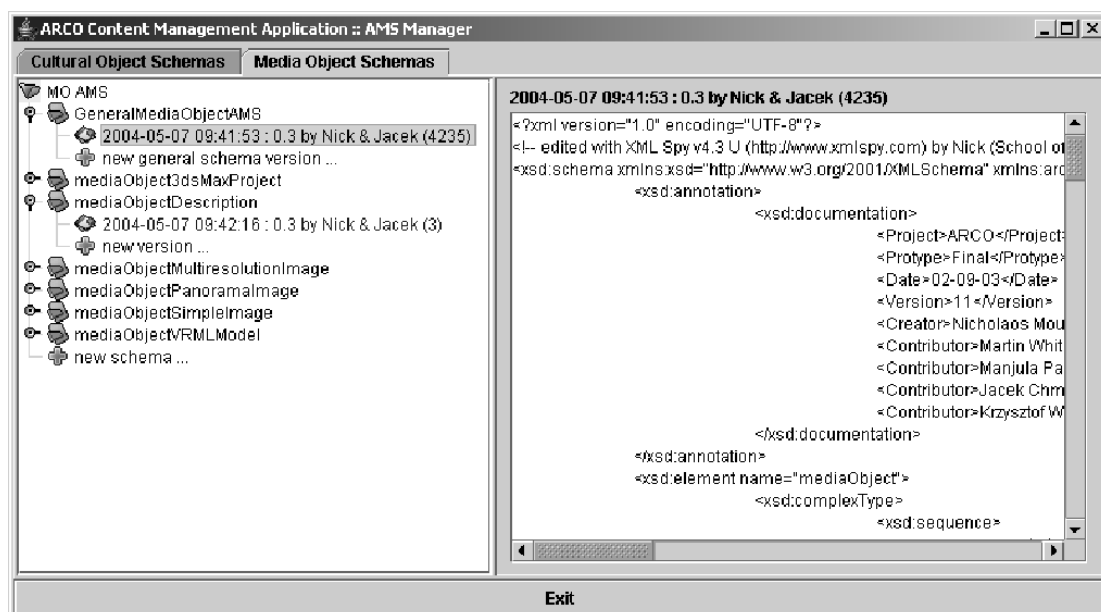 ARCO Content Management Application :: AMS Manager
Cultural Object Schemas Media Object Schemas
MO AMS
GeneralMediaObjectAMS
2004-05-07 09:41:53 : 0.3 by Nick & Jacek (4235)
new general schema version ...
mediaObject3dsMaxProject
mediaObjectDescription
2004-05-07 09:42:16 : 0.3 by Nick & Jacek (3)
new version ...
mediaObjectMultiresolutionImage
mediaObjectPanoramaImage
mediaObjectSimpleImage
mediaObjectVRMLModel
new schema ...
2004-05-07 09:41:53 : 0.3 by Nick & Jacek (4235)
<?xml version="1.0" encoding="UTF-8"?>
<!-- edited with XML Spy v4.3 U (http://www.xmlspy.com) by Nick (School of
<xsd:schema xmlns:xsd="http://www.w3.org/2001/XMLSchema" xmlns:arc
<xsd:annotation>
<xsd:documentation>
<Project>ARCO</Project>
<Protype>Final</Protype>
<Date>02-09-03</Date>
<Version>11</Version>
<Creator>Nicholaos Mou
<Contributor>Martin Whit
<Contributor>Manjula Pa
<Contributor>Jacek Chm
<Contributor>Krzysztof W
</xsd:documentation>
</xsd:annotation>
<xsd:element name="mediaObject">
<xsd:complexType>
<xsd:sequence>
Exit